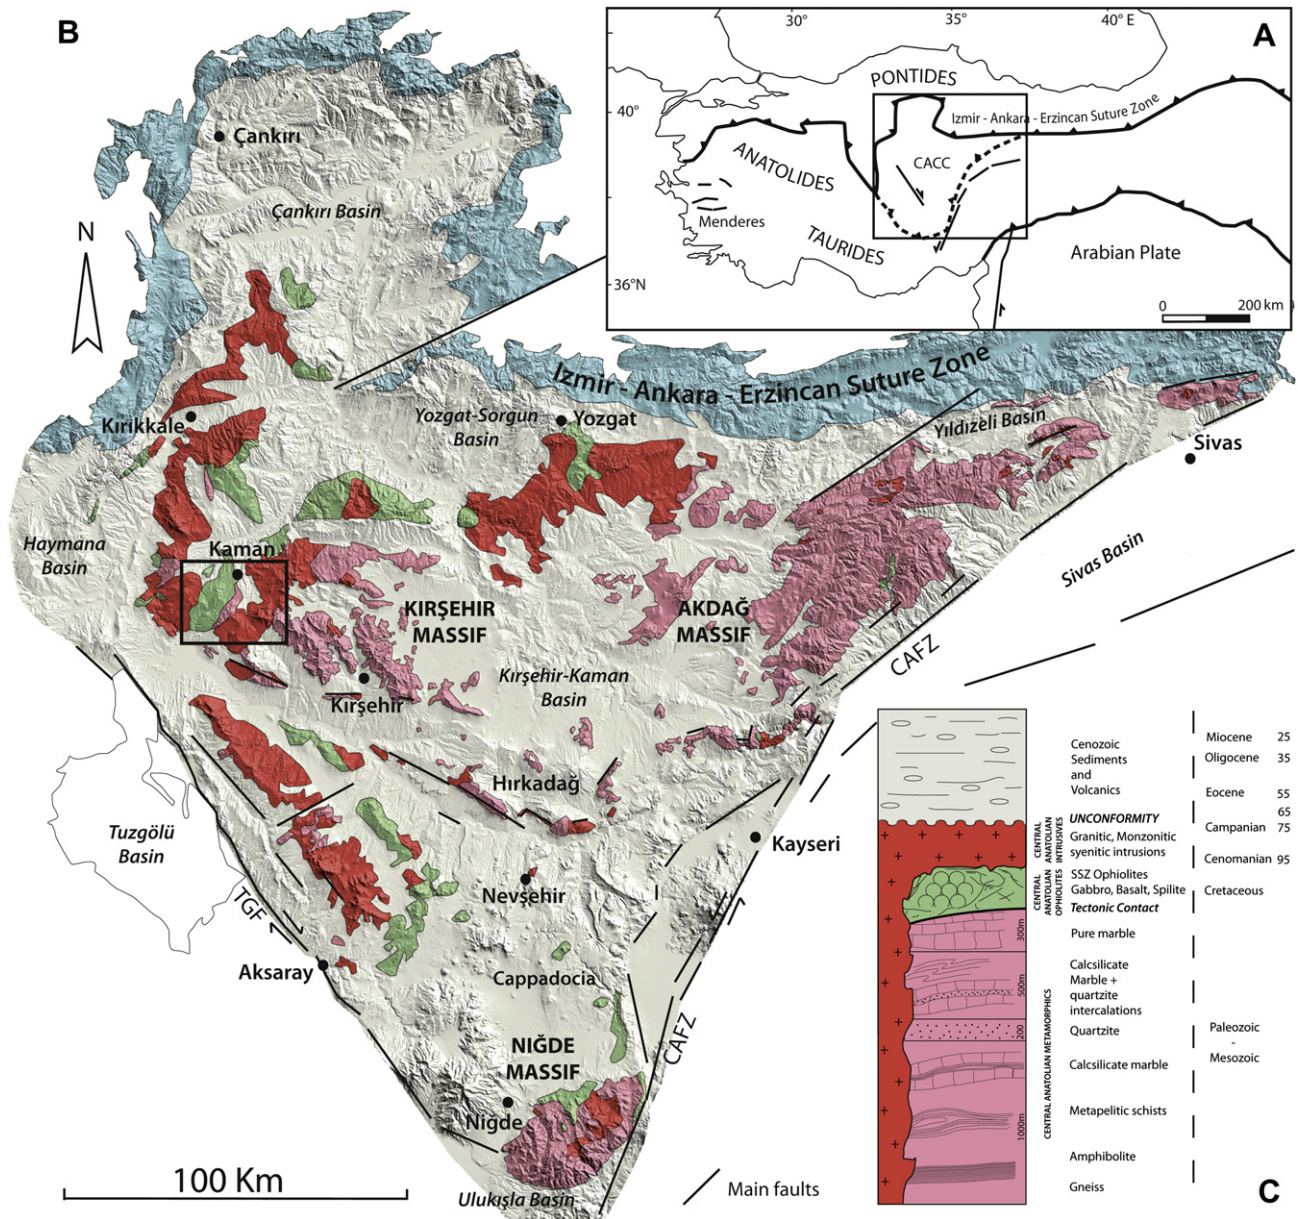 B
A
30°
35°
40° E
PONTIDES
40°
Izmir - Ankara - Erzincan Suture Zone
ANATOLIDES
CACC
Menderes
TAURIDES
Arabian Plate
36°N
0
200 km
Çankırı
Çankırı Basin
N
Izmir - Ankara - Erzincan Suture Zone
Kırıkkale
Yozgat-Sorgun
Basin
Yozgat
Yıldızeli Basin
Sivas
Haymana
Basin
Kaman
Sivas Basin
KIRŞEHIR
MASSIF
AKDAĞ
MASSIF
CAFZ
Kırşehir-Kaman
Basin
Kırşehir
Hırkadağ
Tuzgölü
Basin
Kayseri
Nevşehir
TGF
Aksaray
Cappadocia
CAFZ
NIĞDE
MASSIF
Niğde
100 Km
Ulukışla Basin
Main faults
C
Cenozoic
Sediments
and
Volcanics
UNCONFORMITY
Granitic, Monzonitic
syenitic intrusions
SSZ Ophiolites
Gabbro, Basalt, Spilite
Tectonic Contact
Pure marble
Calcsilicate
Marble +
quartzite
intercalations
Quartzite
Calcsilicate marble
Metapelitic schists
Amphibolite
Gneiss
CENTRAL
ANATOLIAN
INTRUSIVES
CENTRAL
ANATOLIAN
OPHIOLITES
CENTRAL ANATOLIAN METAMORPHICS
300m
500m
200
1000m
Miocene 25
Oligocene 35
Eocene 55
65
Campanian 75
Cenomanian 95
Cretaceous
Paleozoic
-
Mesozoic